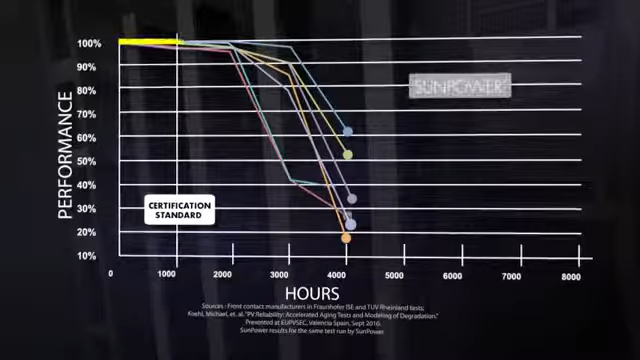 100%
90%
80%
70%
60%
50%
40%
30%
20%
10%
PERFORMANCE
SUNPOWER
CERTIFICATION
STANDARD
0 1000 2000 3000 4000 5000 6000 7000 8000
HOURS
Sources : Front contact manufacturers in Fraunhofer ISE and TUV Rheinland tests;
Koehl, Michael, et. al. "PV Reliability: Accelerated Aging Tests and Modeling of Degradation,"
Presented at EUPVSEC, Valencia Spain, Sept 2010.
SunPower results for the same test run by SunPower